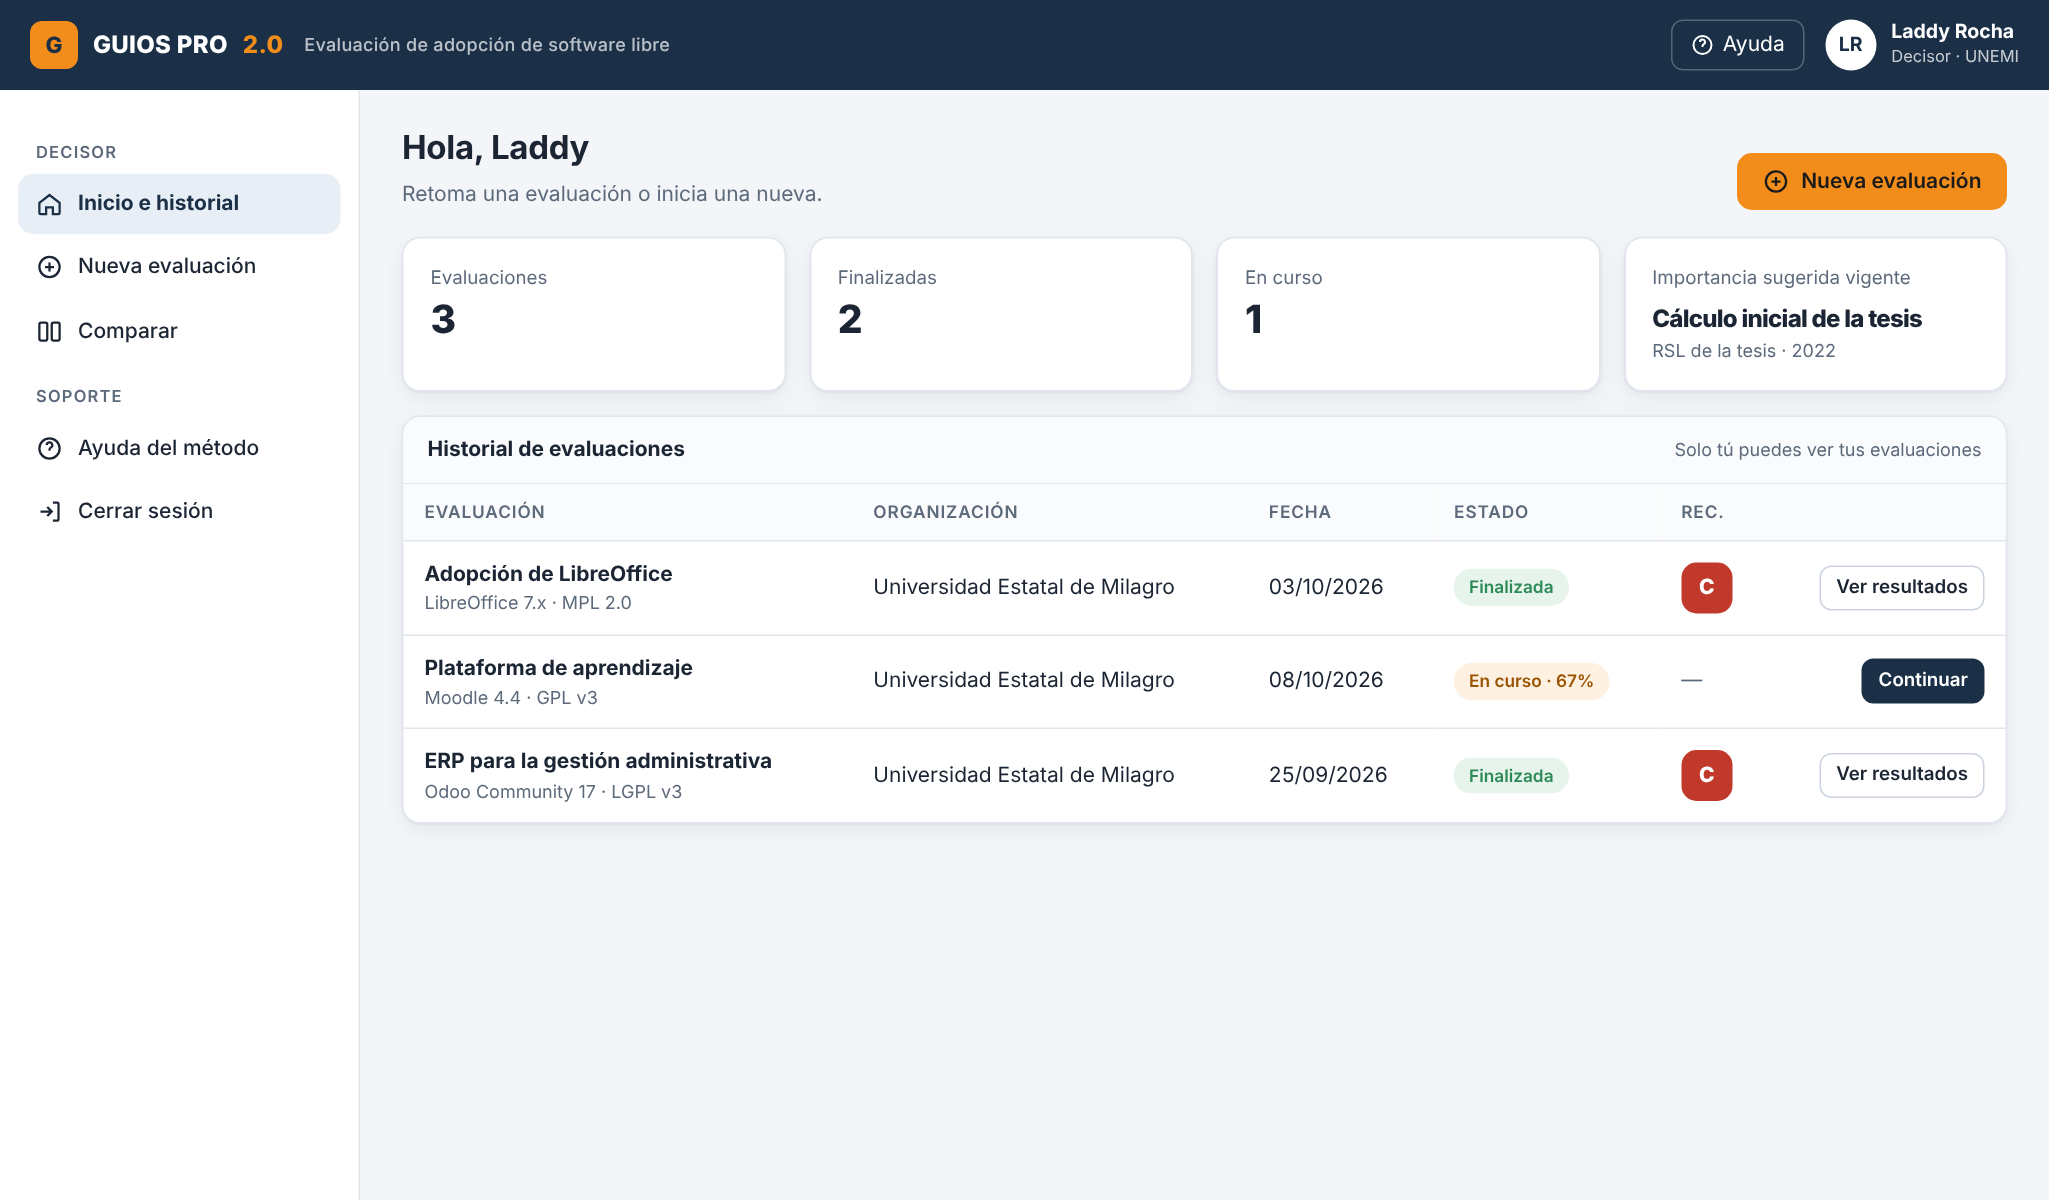 G GUIOS PRO 2.0 Evaluación de adopción de software libre
Ayuda
LR
Laddy Rocha
Decisor · UNEMI
DECISOR
Inicio e historial
Nueva evaluación
Comparar
SOPORTE
Ayuda del método
Cerrar sesión
Hola, Laddy
Retoma una evaluación o inicia una nueva.
Nueva evaluación
Evaluaciones
3
Finalizadas
2
En curso
1
Importancia sugerida vigente
Cálculo inicial de la tesis
RSL de la tesis · 2022
Historial de evaluaciones
Solo tú puedes ver tus evaluaciones
EVALUACIÓN ORGANIZACIÓN FECHA ESTADO REC.
Adopción de LibreOffice
LibreOffice 7.x · MPL 2.0
Universidad Estatal de Milagro 03/10/2026 Finalizada C Ver resultados
Plataforma de aprendizaje
Moodle 4.4 · GPL v3
Universidad Estatal de Milagro 08/10/2026 En curso · 67% — Continuar
ERP para la gestión administrativa
Odoo Community 17 · LGPL v3
Universidad Estatal de Milagro 25/09/2026 Finalizada C Ver resultados